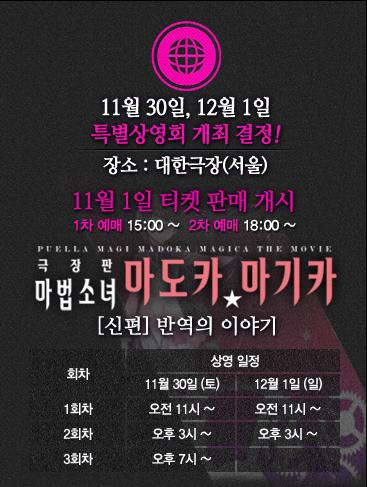 11월 30일, 12월 1일
특별상영회 개최 결정!
장소 : 대한극장(서울)
11월 1일 티켓 판매 개시
1차 예매 15:00 ~ 2차 예매 18:00 ~
PUELLA MAGI MADOKA MAGICA THE MOVIE
극장판
마법소녀 마도카★마기카
[신편] 반역의 이야기
회차 상영 일정
11월 30일 (토) 12월 1일 (일)
1회차 오전 11시 ~ 오전 11시 ~
2회차 오후 3시 ~ 오후 3시 ~
3회차 오후 7시 ~